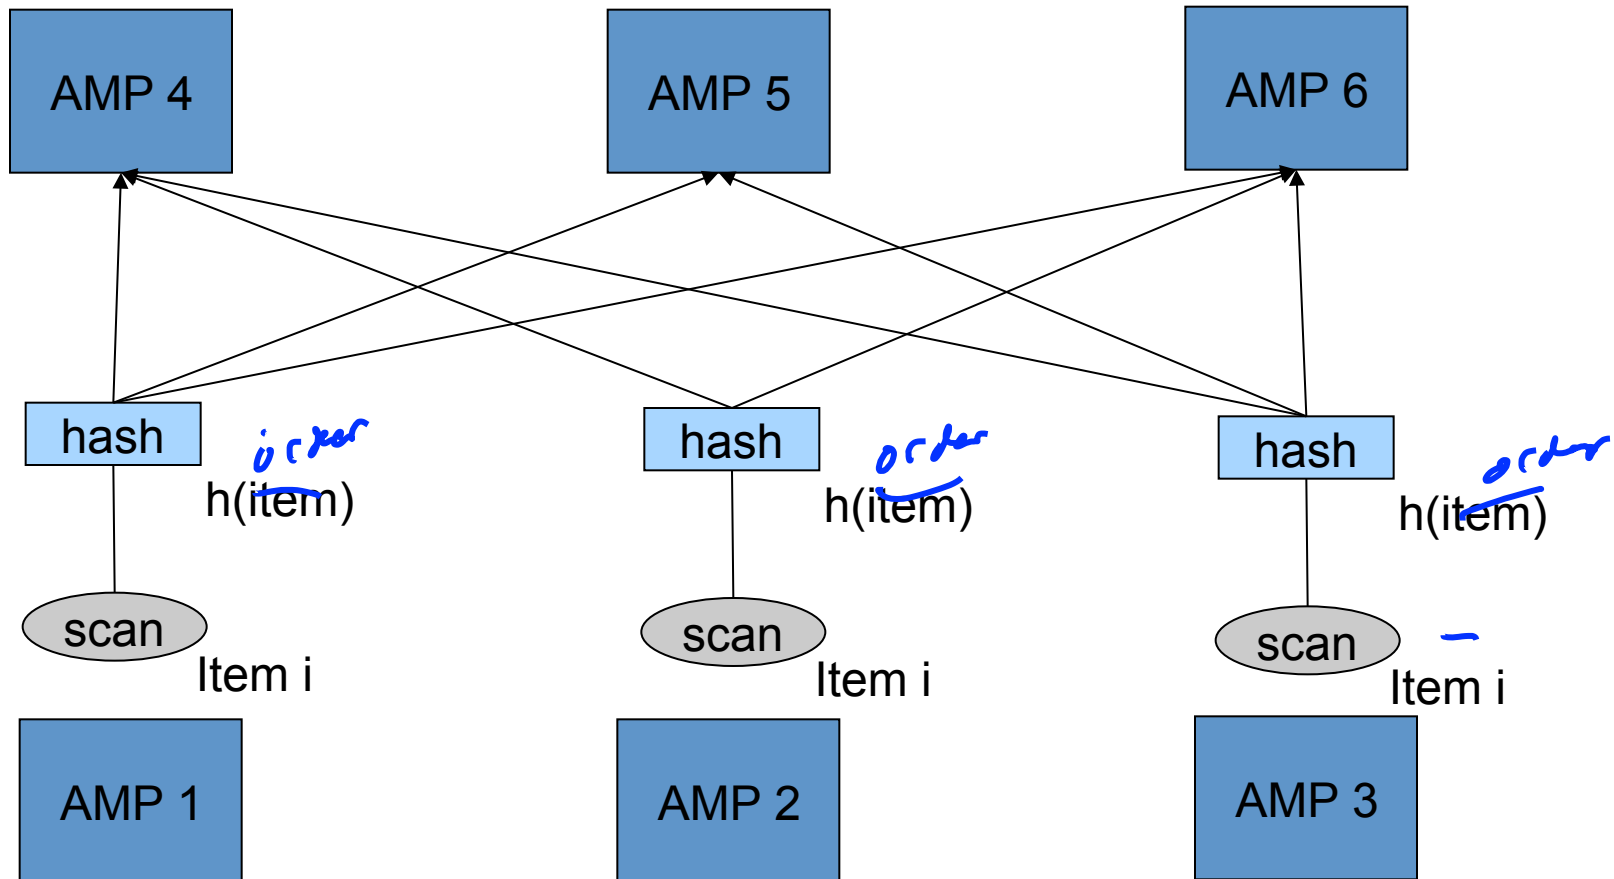 AMP 4 AMP 5 AMP 6
hash hash hash
order order order
h(item) h(item) h(item)
scan scan scan
Item i Item i Item i
AMP 1 AMP 2 AMP 3